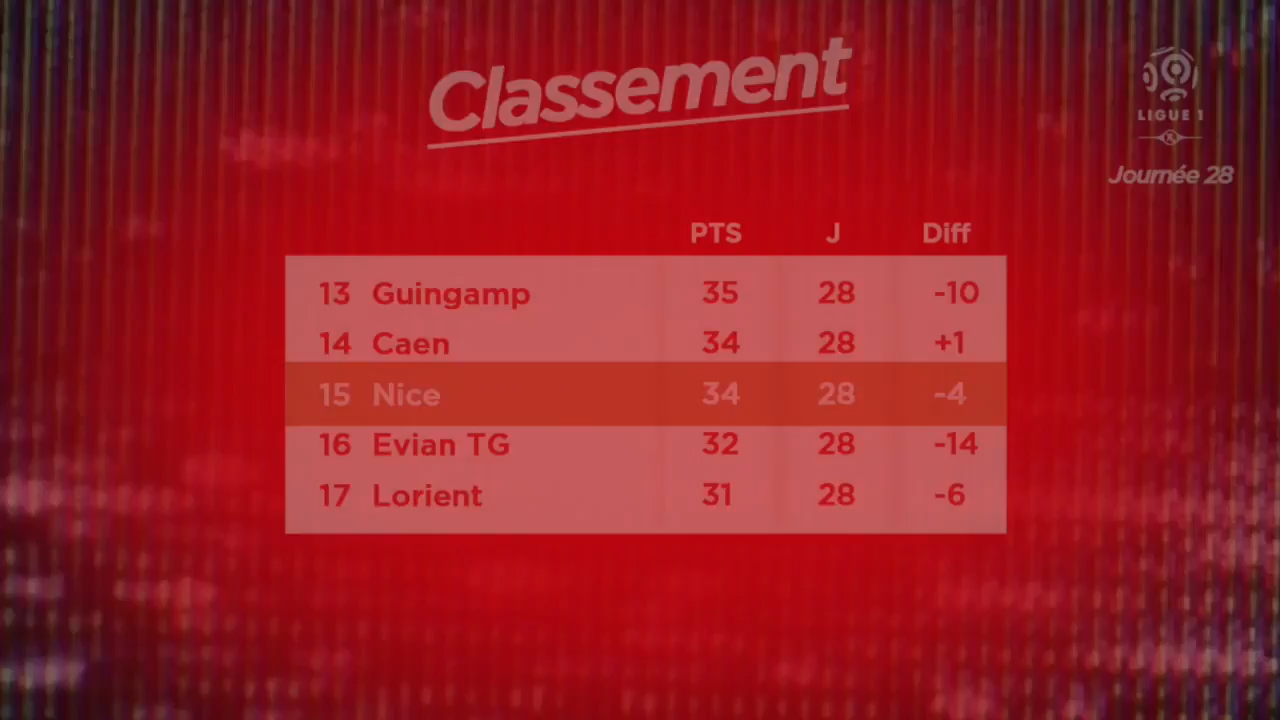 Classement
LIGUE 1
Journée 28
PTS J Diff
13 Guingamp 35 28 -10
14 Caen 34 28 +1
15 Nice 34 28 -4
16 Evian TG 32 28 -14
17 Lorient 31 28 -6